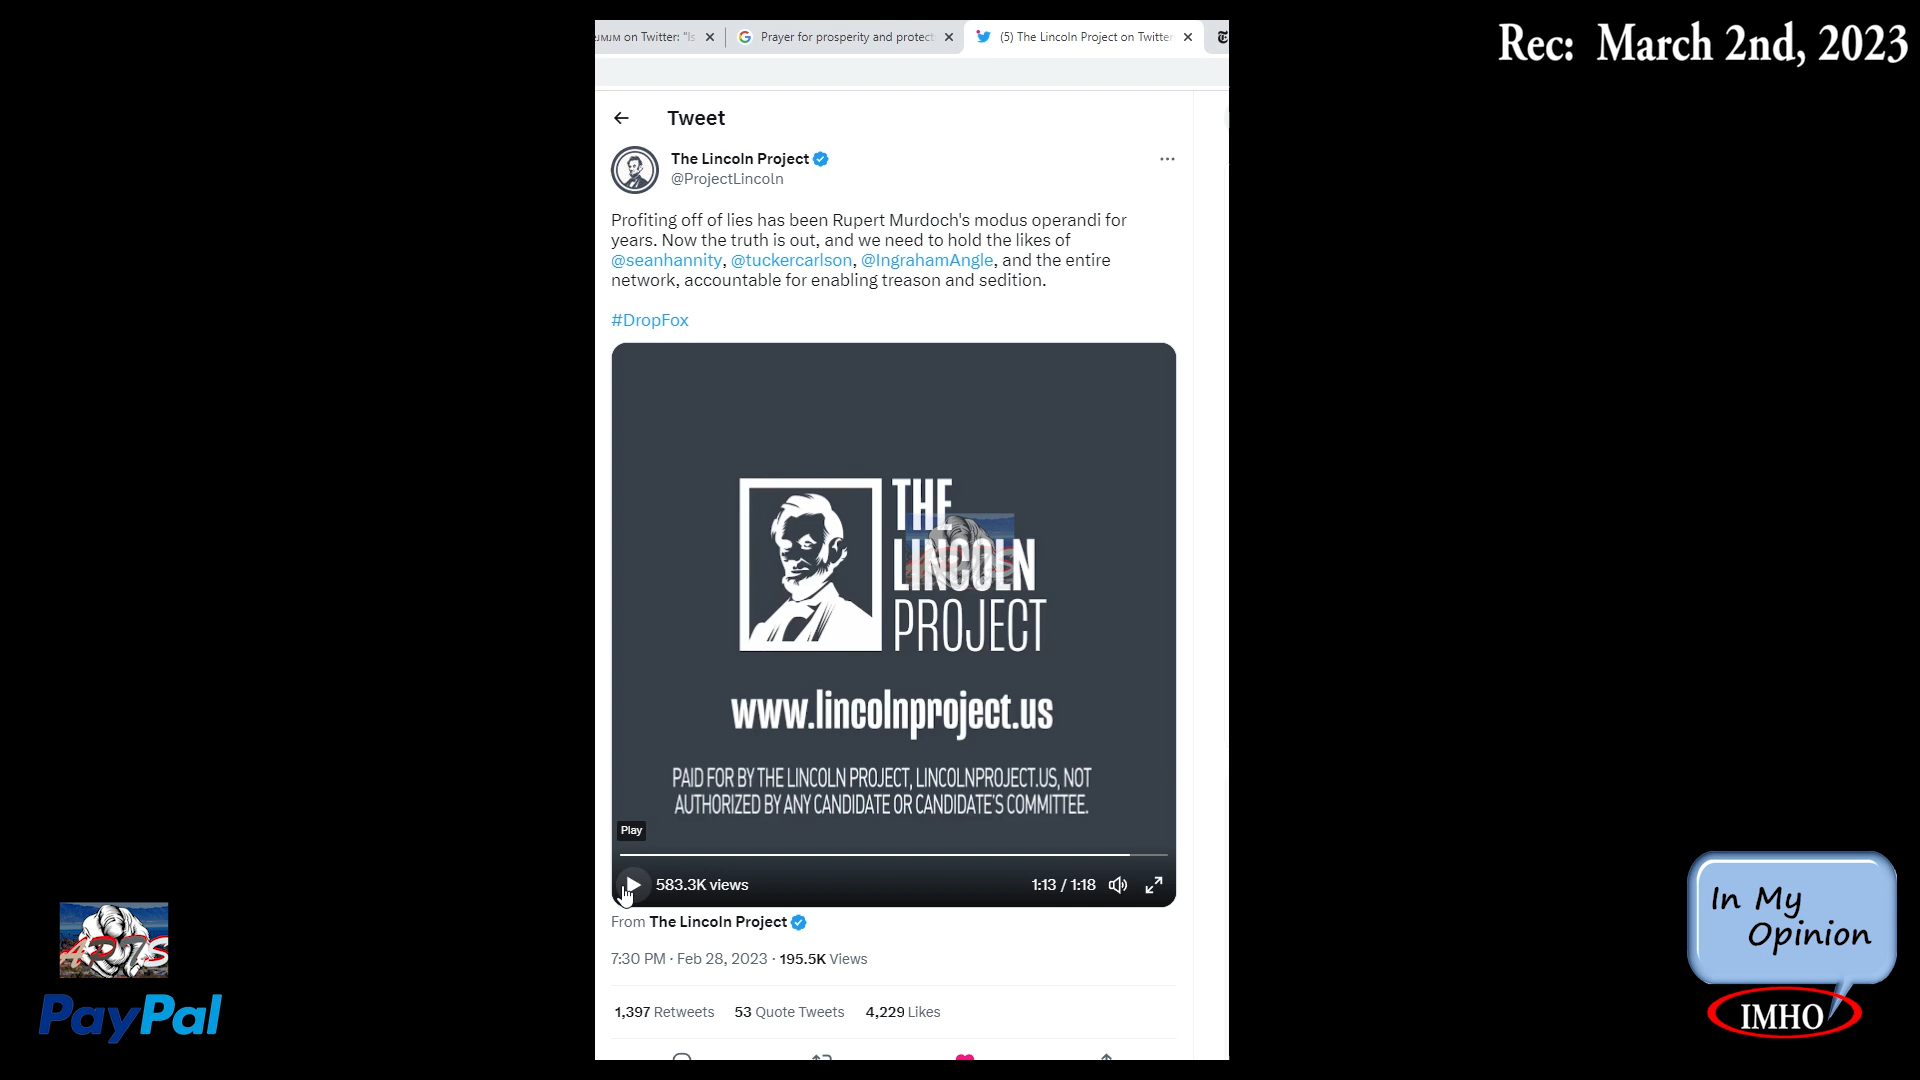 ᴊᴍɪᴍ on Twitter: "Is
Prayer for prosperity and protect
(5) The Lincoln Project on Twitter
Rec: March 2nd, 2023
Tweet
The Lincoln Project
@ProjectLincoln
Profiting off of lies has been Rupert Murdoch's modus operandi for
years. Now the truth is out, and we need to hold the likes of
@seanhannity, @tuckercarlson, @IngrahamAngle, and the entire
network, accountable for enabling treason and sedition.
#DropFox
THE
LINCOLN
PROJECT
www.lincolnproject.us
PAID FOR BY THE LINCOLN PROJECT, LINCOLNPROJECT.US, NOT
AUTHORIZED BY ANY CANDIDATE OR CANDIDATE'S COMMITTEE.
Play
583.3K views
1:13 / 1:18
From The Lincoln Project
7:30 PM · Feb 28, 2023 · 195.5K Views
1,397 Retweets 53 Quote Tweets 4,229 Likes
PayPal
In My
Opinion
IMHO